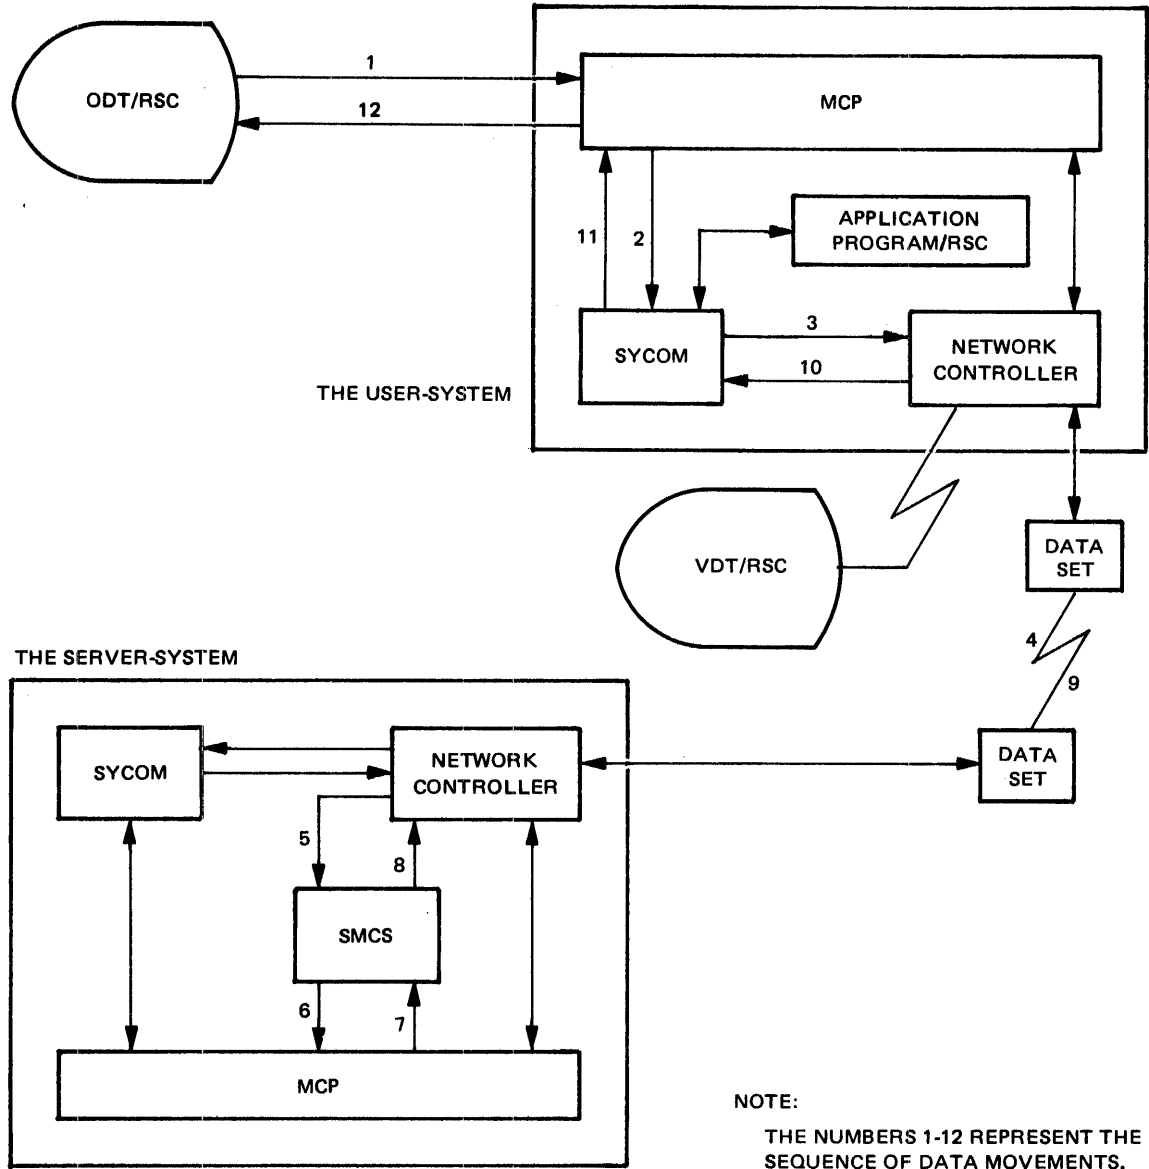 1
ODT/RSC
12
MCP
APPLICATION
PROGRAM/RSC
11
2
3
SYCOM
10
NETWORK
CONTROLLER
THE USER-SYSTEM
VDT/RSC
DATA
SET
4
9
THE SERVER-SYSTEM
SYCOM
NETWORK
CONTROLLER
DATA
SET
5
8
SMCS
6
7
MCP
NOTE:
THE NUMBERS 1-12 REPRESENT THE
SEQUENCE OF DATA MOVEMENTS.